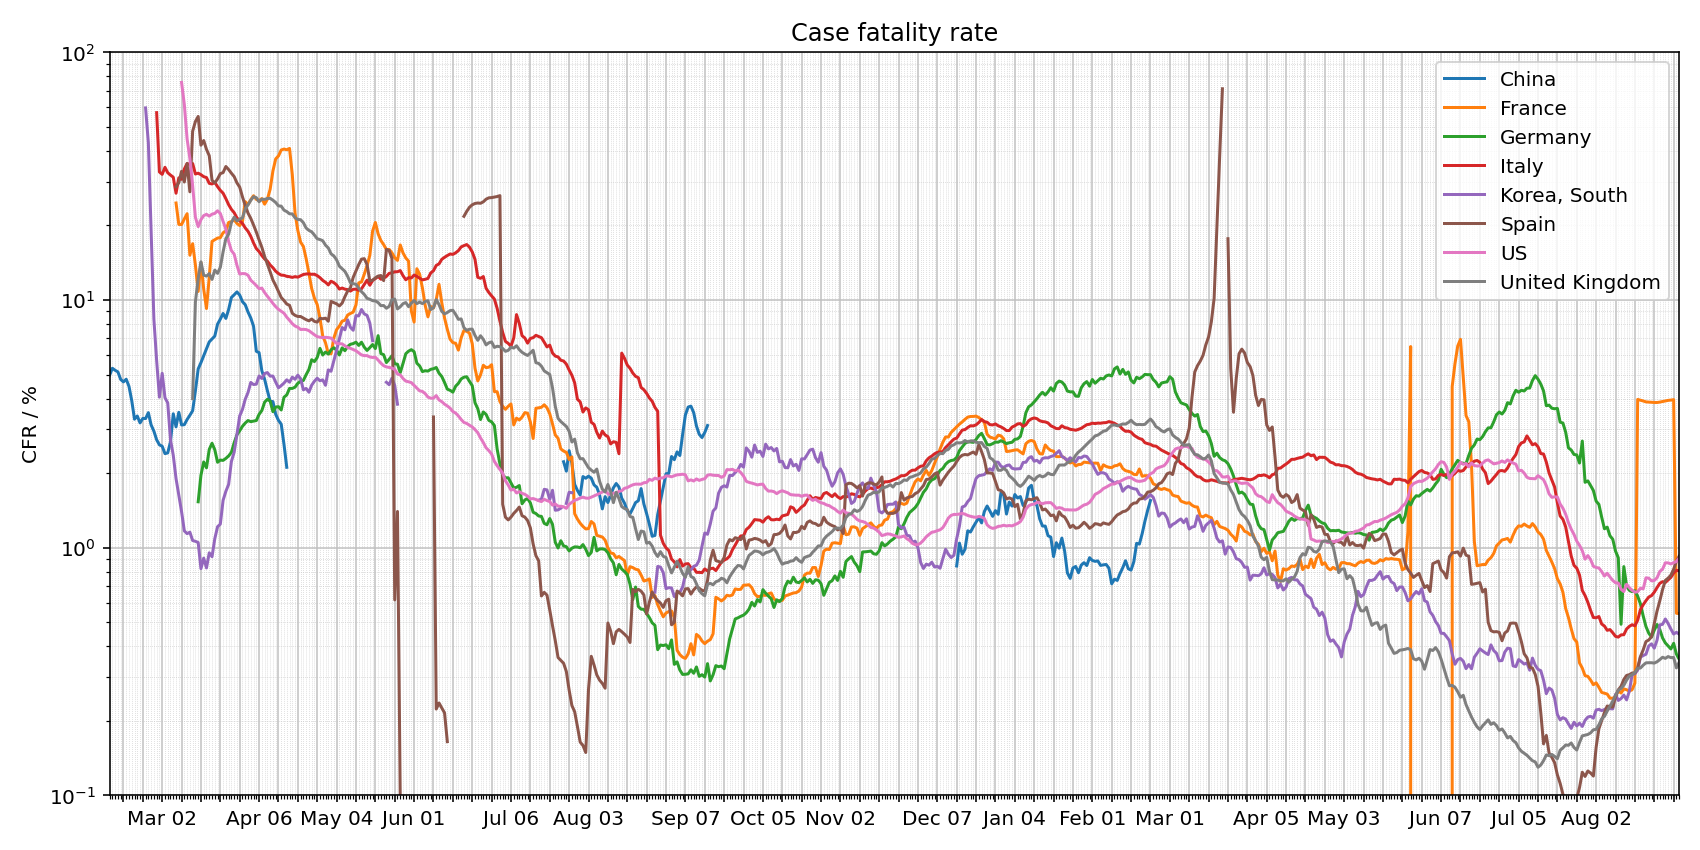 Case fatality rate
10²
10¹
10⁰
10⁻¹
CFR / %
China
France
Germany
Italy
Korea, South
Spain
US
United Kingdom
Mar 02 Apr 06 May 04 Jun 01 Jul 06 Aug 03 Sep 07 Oct 05 Nov 02 Dec 07 Jan 04 Feb 01 Mar 01 Apr 05 May 03 Jun 07 Jul 05 Aug 02